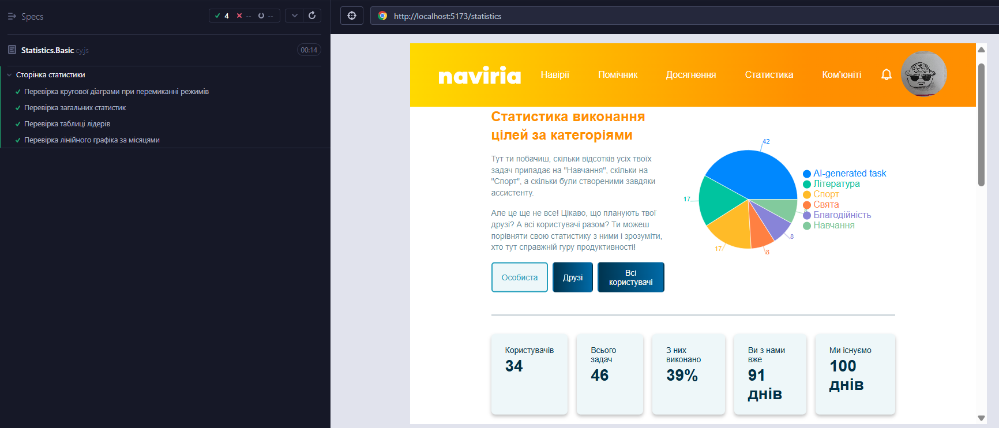 Specs
4 -- --
Statistics.Basic.cy.js
00:14
Сторінка статистики
Перевірка кругової діаграми при перемиканні режимів
Перевірка загальних статистик
Перевірка таблиці лідерів
Перевірка лінійного графіка за місяцями
http://localhost:5173/statistics
naviria
Навірії
Помічник
Досягнення
Статистика
Ком'юніті
Статистика виконання
цілей за категоріями
Тут ти побачиш, скільки відсотків усіх твоїх
задач припадає на "Навчання", скільки на
"Спорт", а скільки були створеними завдяки
ассистенту.
Але це ще не все! Цікаво, що планують твої
друзі? А всі користувачі разом? Ти можеш
порівняти свою статистику з ними і зрозуміти,
хто тут справжній гуру продуктивності!
Особиста
Друзі
Всі
користувачі
42
17
17
8
8
AI-generated task
Література
Спорт
Свята
Благодійність
Навчання
Користувачів
34
Всього
задач
46
З них
виконано
39%
Ви з нами
вже
91
днів
Ми існуємо
100
днів